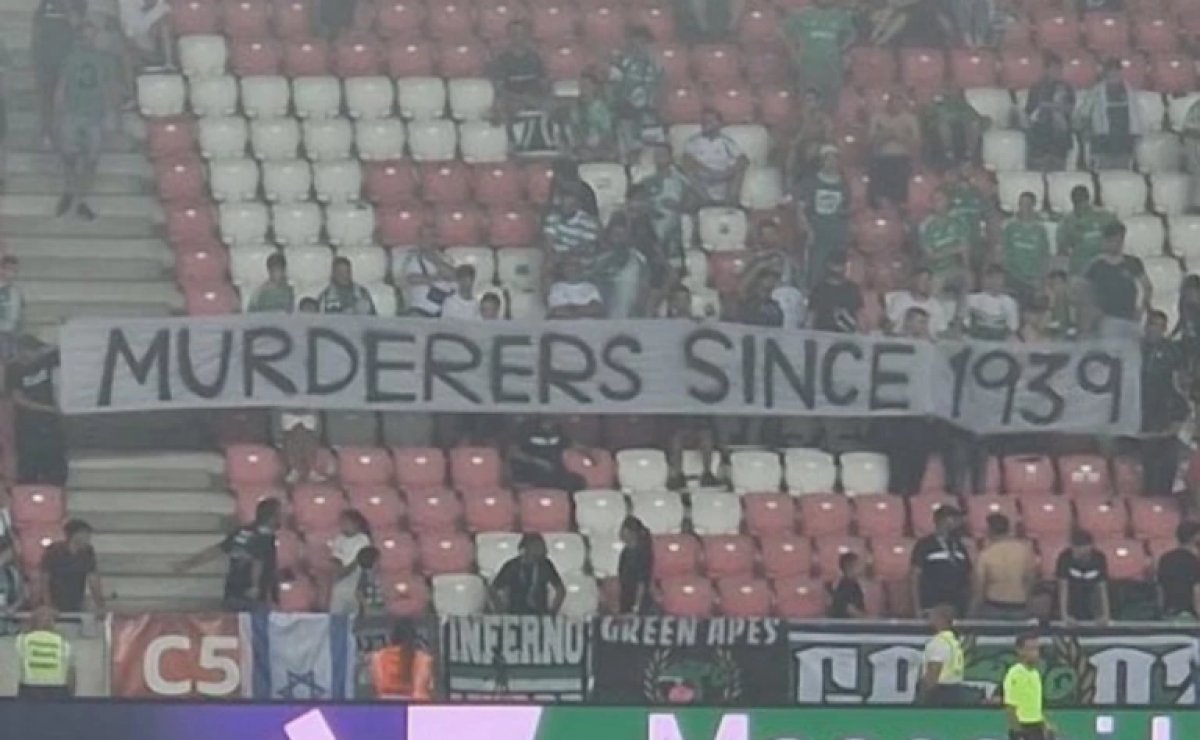 MURDERERS SINCE 1939
C5
INFERNO
GREEN APES